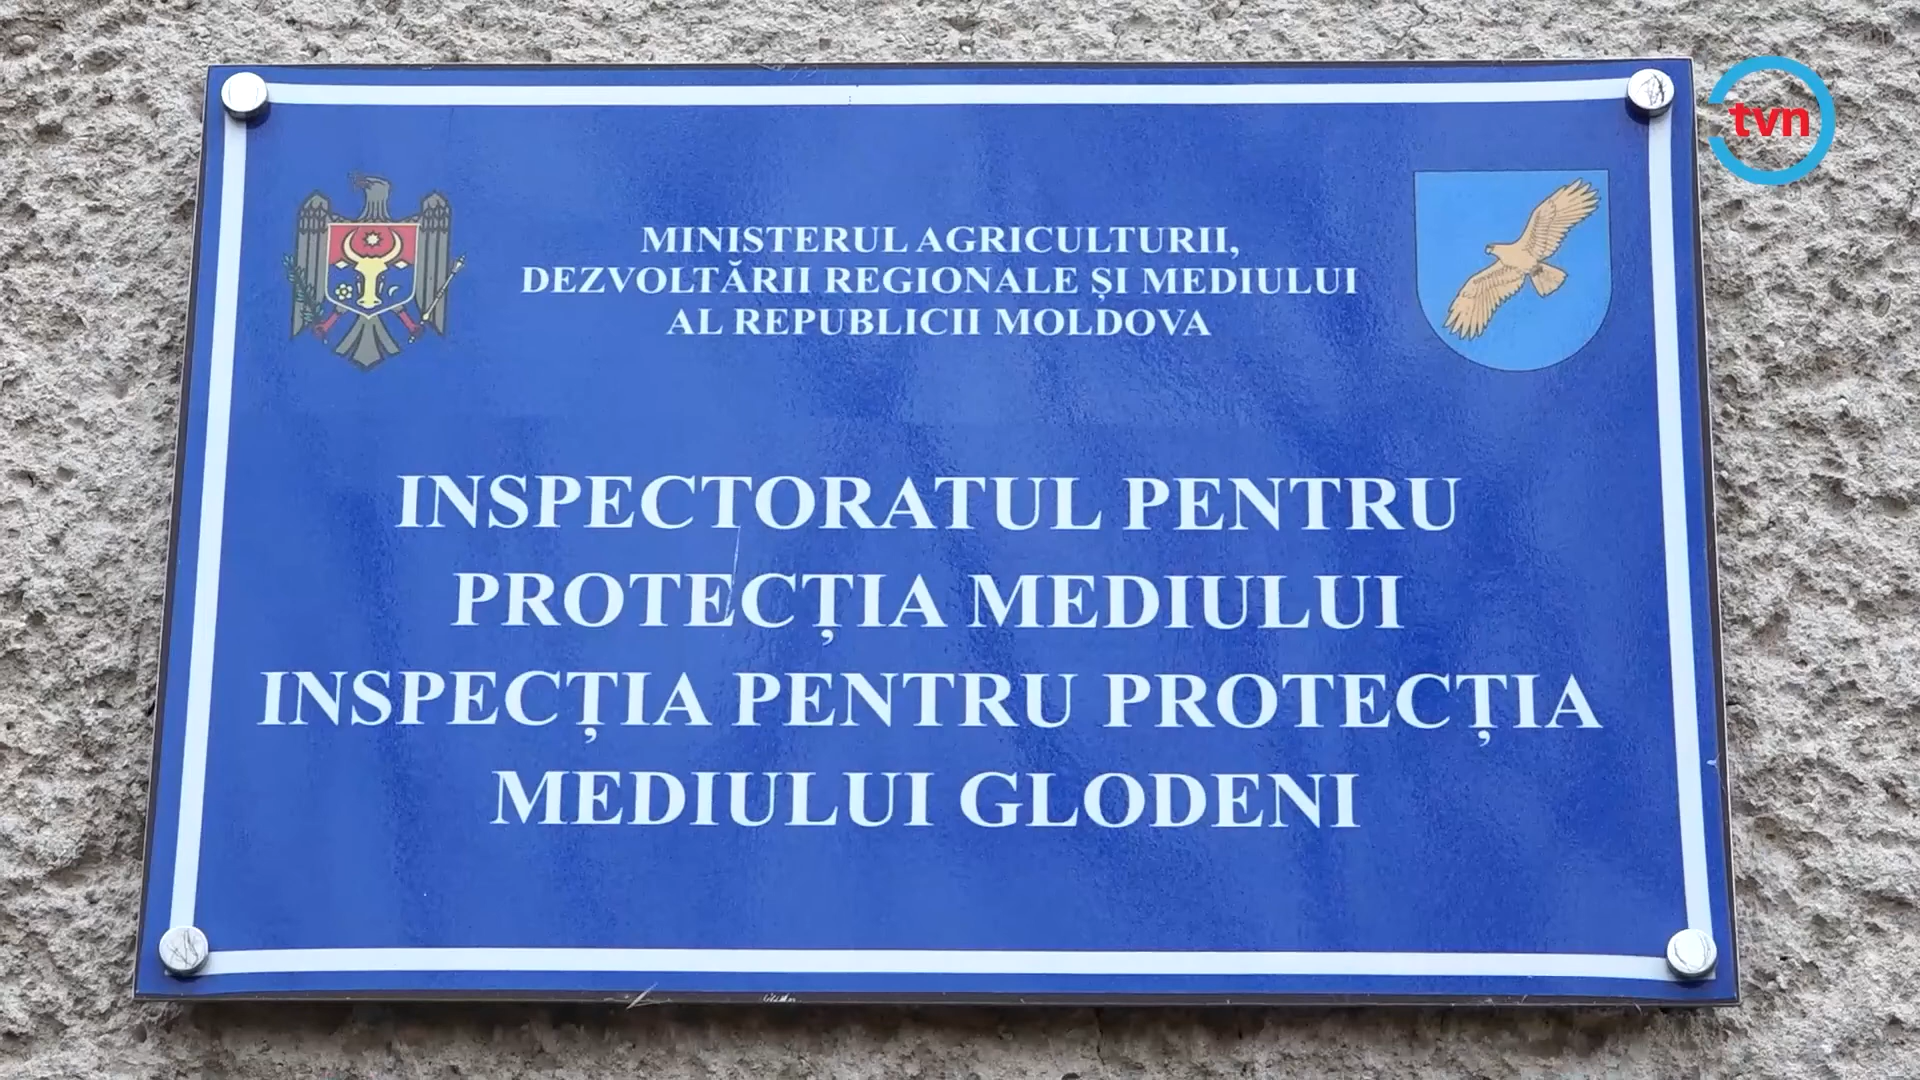 tvn
MINISTERUL AGRICULTURII,
DEZVOLTĂRII REGIONALE ȘI MEDIULUI
AL REPUBLICII MOLDOVA
INSPECTORATUL PENTRU
PROTECȚIA MEDIULUI
INSPECȚIA PENTRU PROTECȚIA
MEDIULUI GLODENI